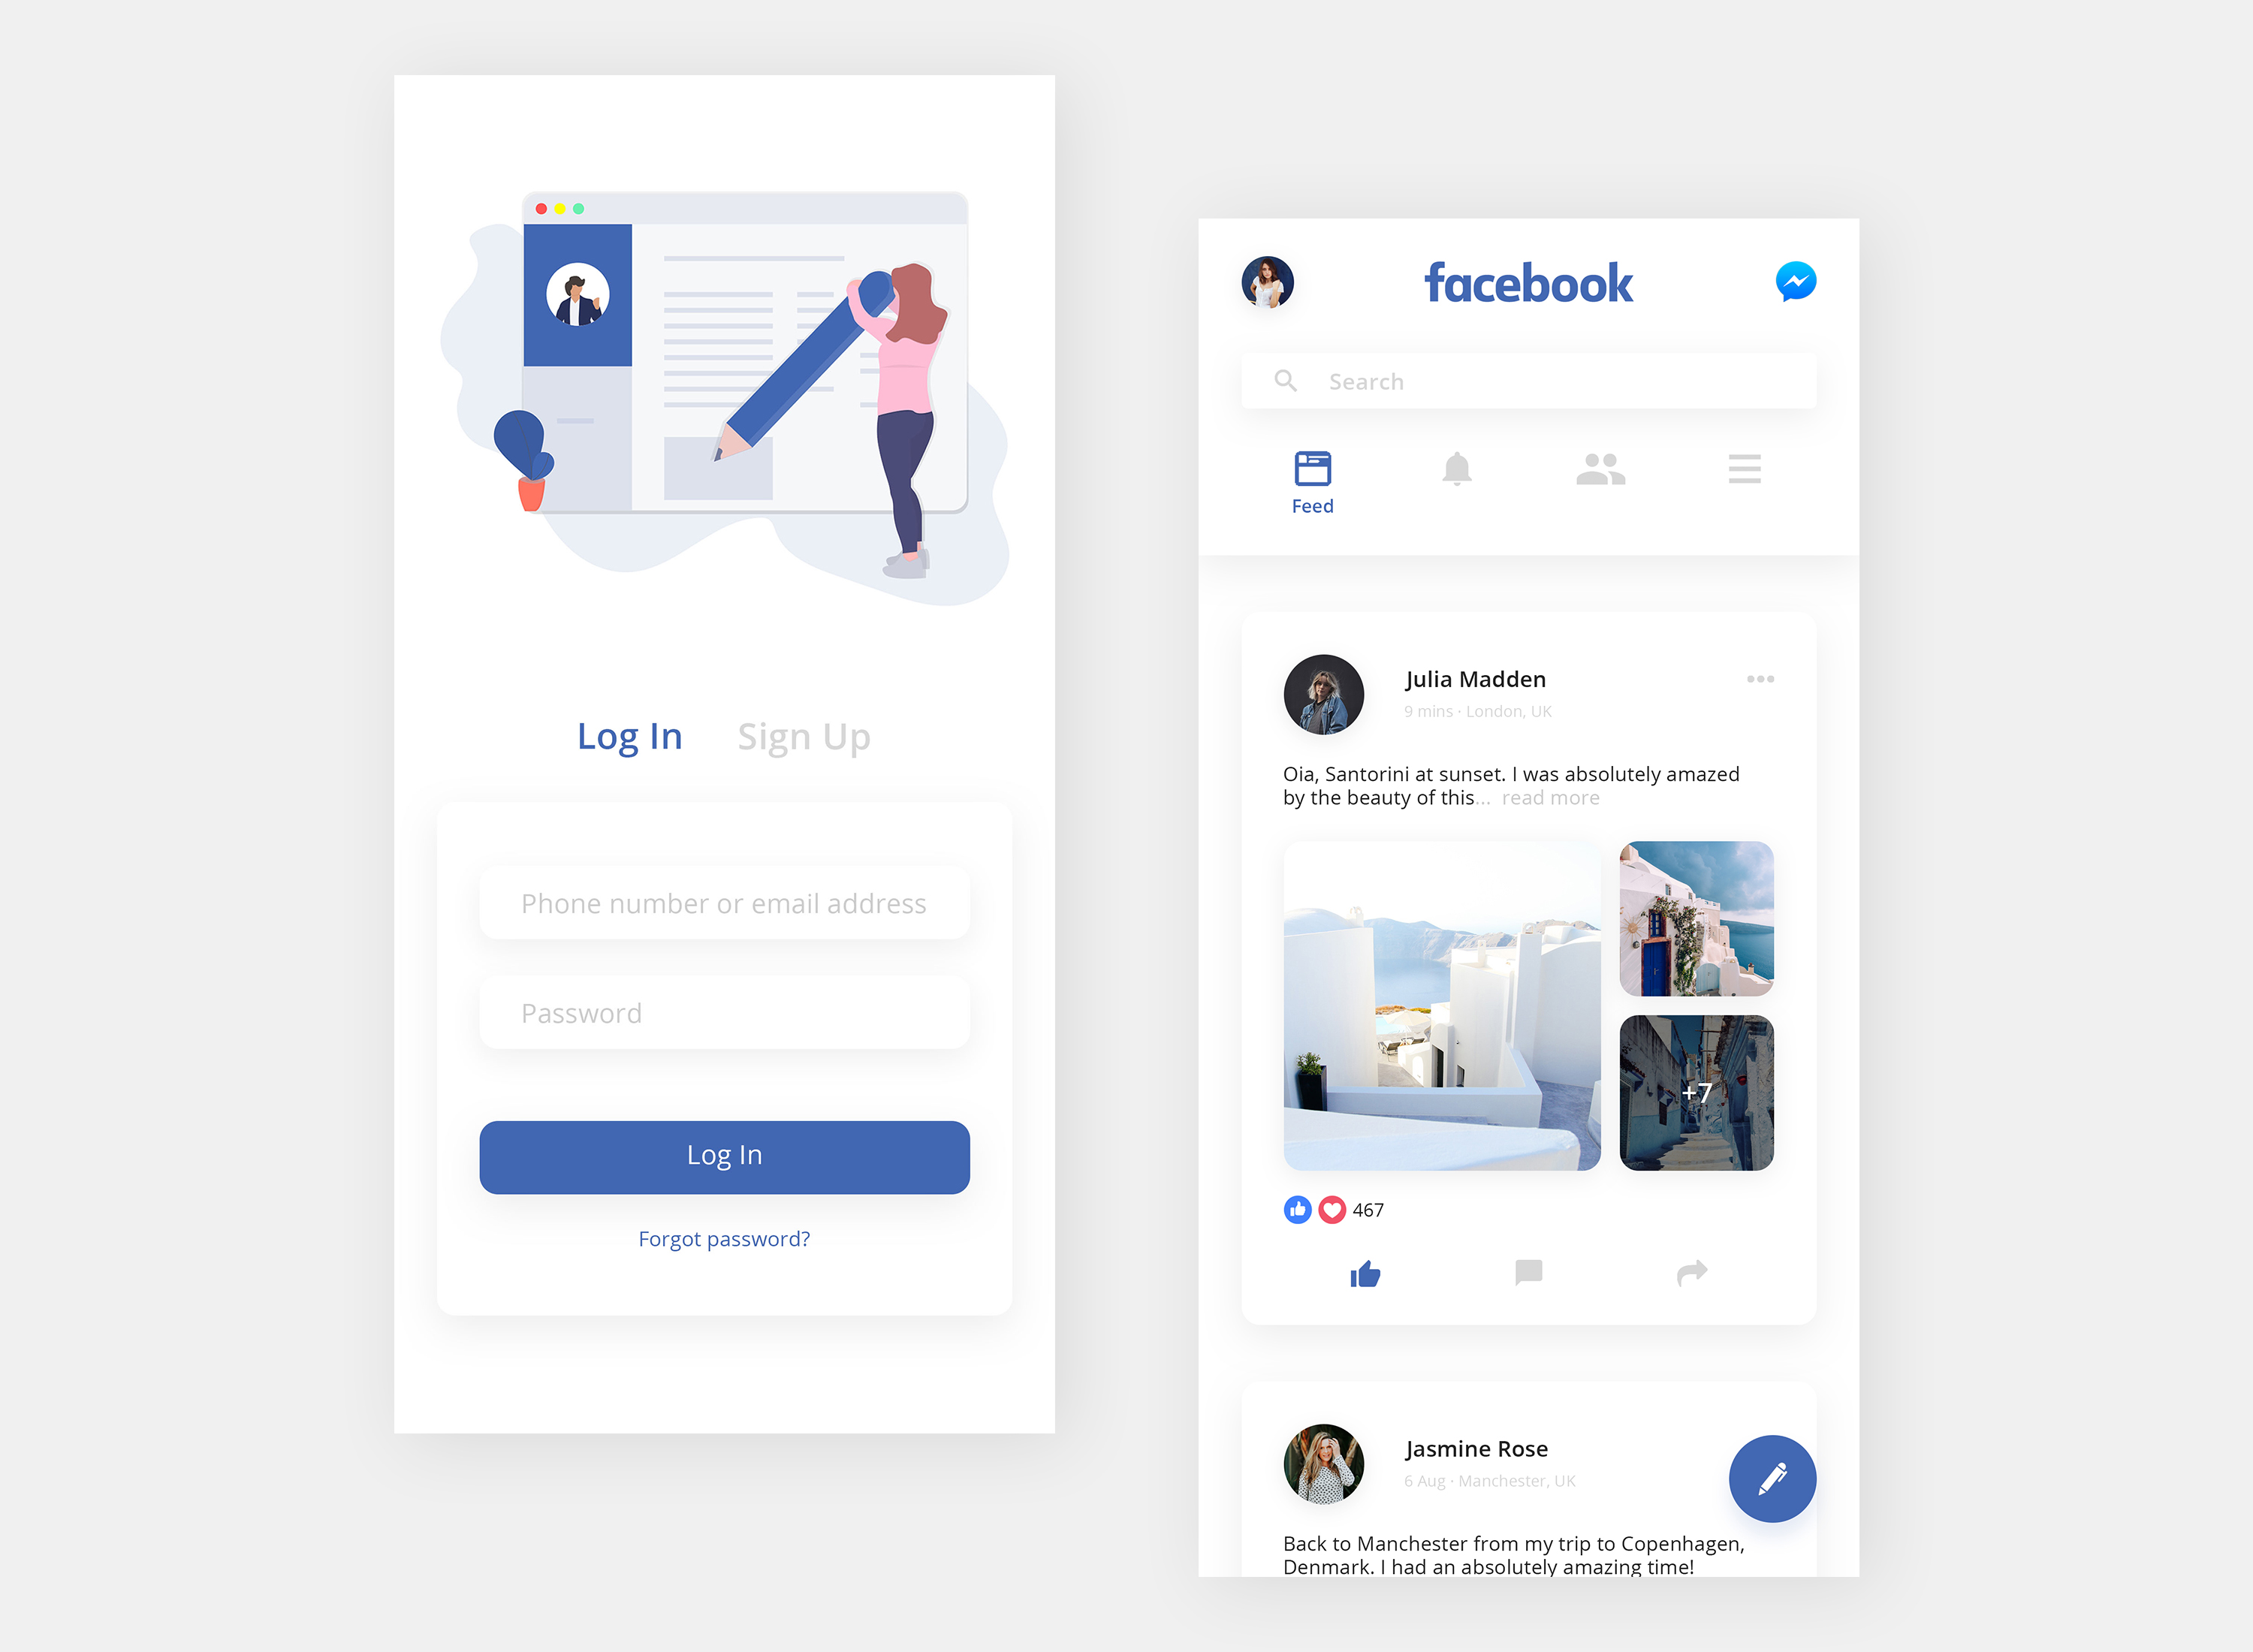 Log In Sign Up
Phone number or email address
Password
Log In
Forgot password?
facebook
Search
Feed
Julia Madden
9 mins · London, UK
Oia, Santorini at sunset. I was absolutely amazed
by the beauty of this... read more
+7
467
Jasmine Rose
6 Aug · Manchester, UK
Back to Manchester from my trip to Copenhagen,
Denmark. I had an absolutely amazing time!